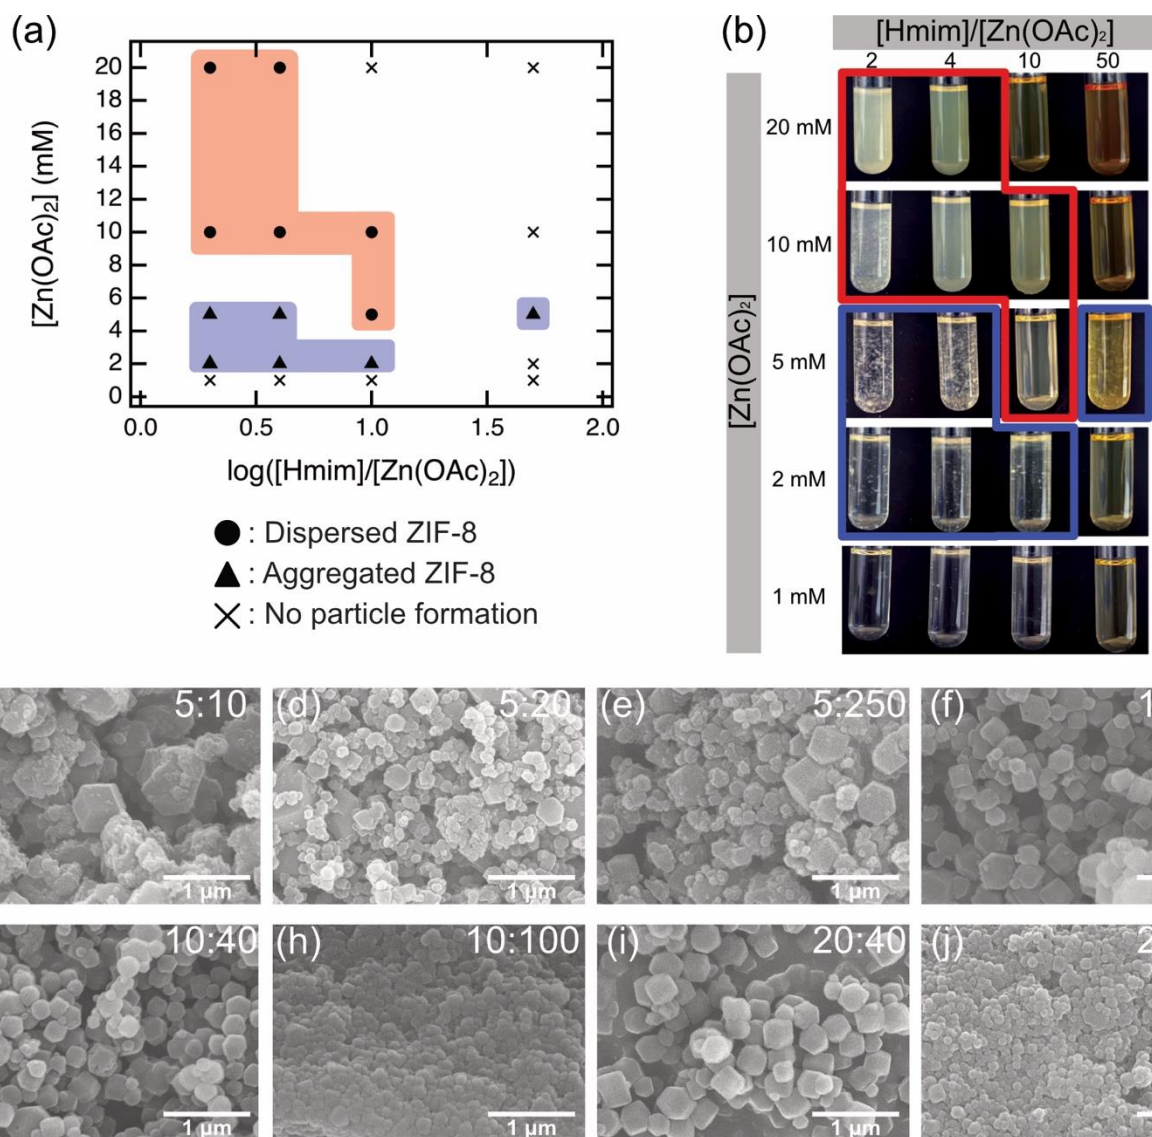 (a)
[Zn(OAc)₂] (mM)
20
18
16
14
12
10
8
6
4
2
0
0.0 0.5 1.0 1.5 2.0
log([Hmim]/[Zn(OAc)₂])
● : Dispersed ZIF-8
▲ : Aggregated ZIF-8
× : No particle formation
(b)
[Hmim]/[Zn(OAc)₂]
2 4 10 50
[Zn(OAc)₂]
20 mM
10 mM
5 mM
2 mM
1 mM
5:10
1 μm
(d) 5:20
1 μm
(e) 5:250
1 μm
(f) 1
10:40
1 μm
(h) 10:100
1 μm
(i) 20:40
1 μm
(j) 2